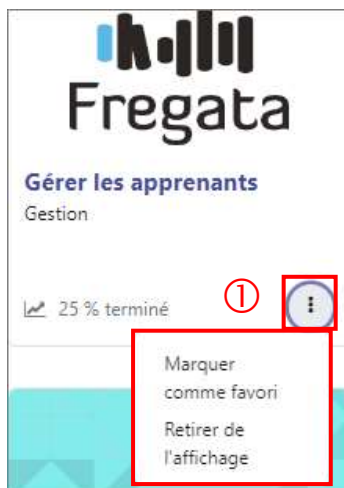 Fregata
Gérer les apprenants
Gestion
25 % terminé
①
Marquer
comme favori
Retirer de
l'affichage